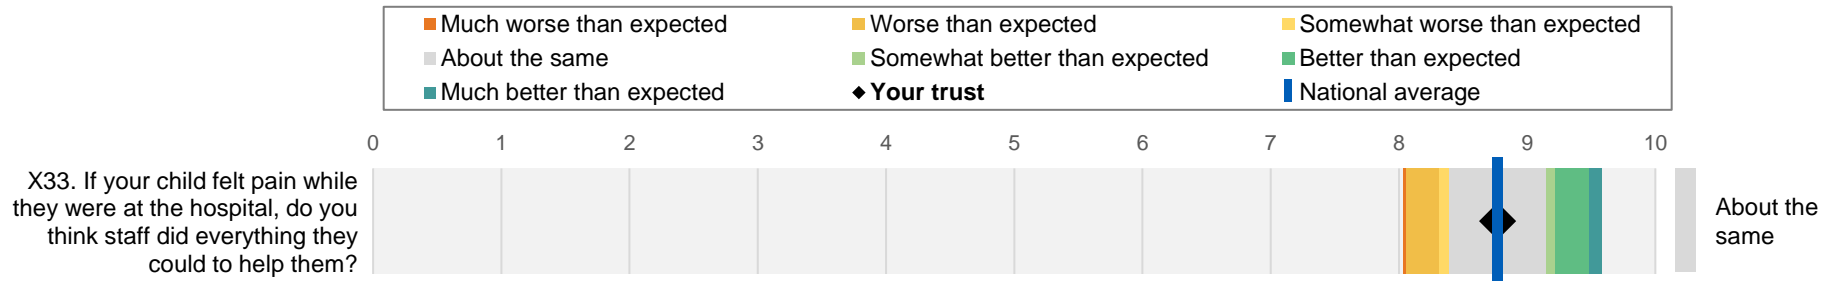 Much worse than expected
Worse than expected
Somewhat worse than expected
About the same
Somewhat better than expected
Better than expected
Much better than expected
Your trust
National average
0 1 2 3 4 5 6 7 8 9 10
X33. If your child felt pain while
they were at the hospital, do you
think staff did everything they
could to help them?
About the
same